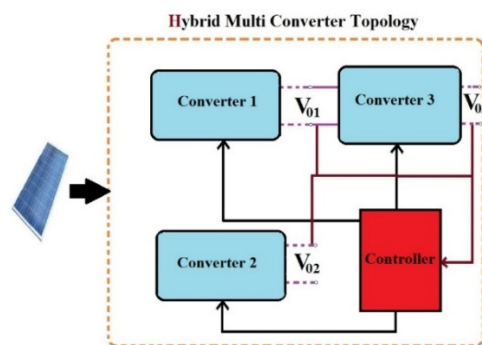 Hybrid Multi Converter Topology
Converter 1
V01
Converter 3
V0
Converter 2
V02
Controller